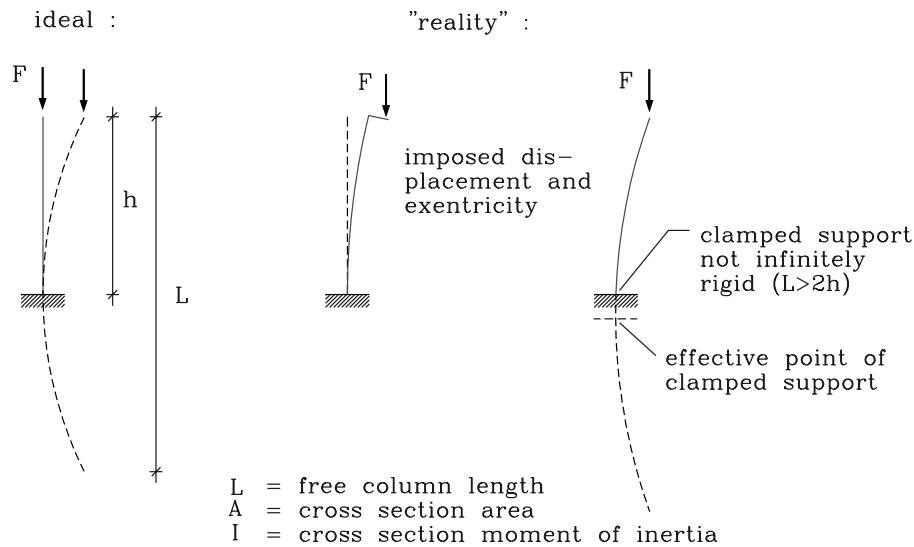 ideal :
"reality" :
F
F
F
h
L
imposed dis-
placement and
exentricity
clamped support
not infinitely
rigid (L>2h)
effective point of
clamped support
L = free column length
A = cross section area
I = cross section moment of inertia